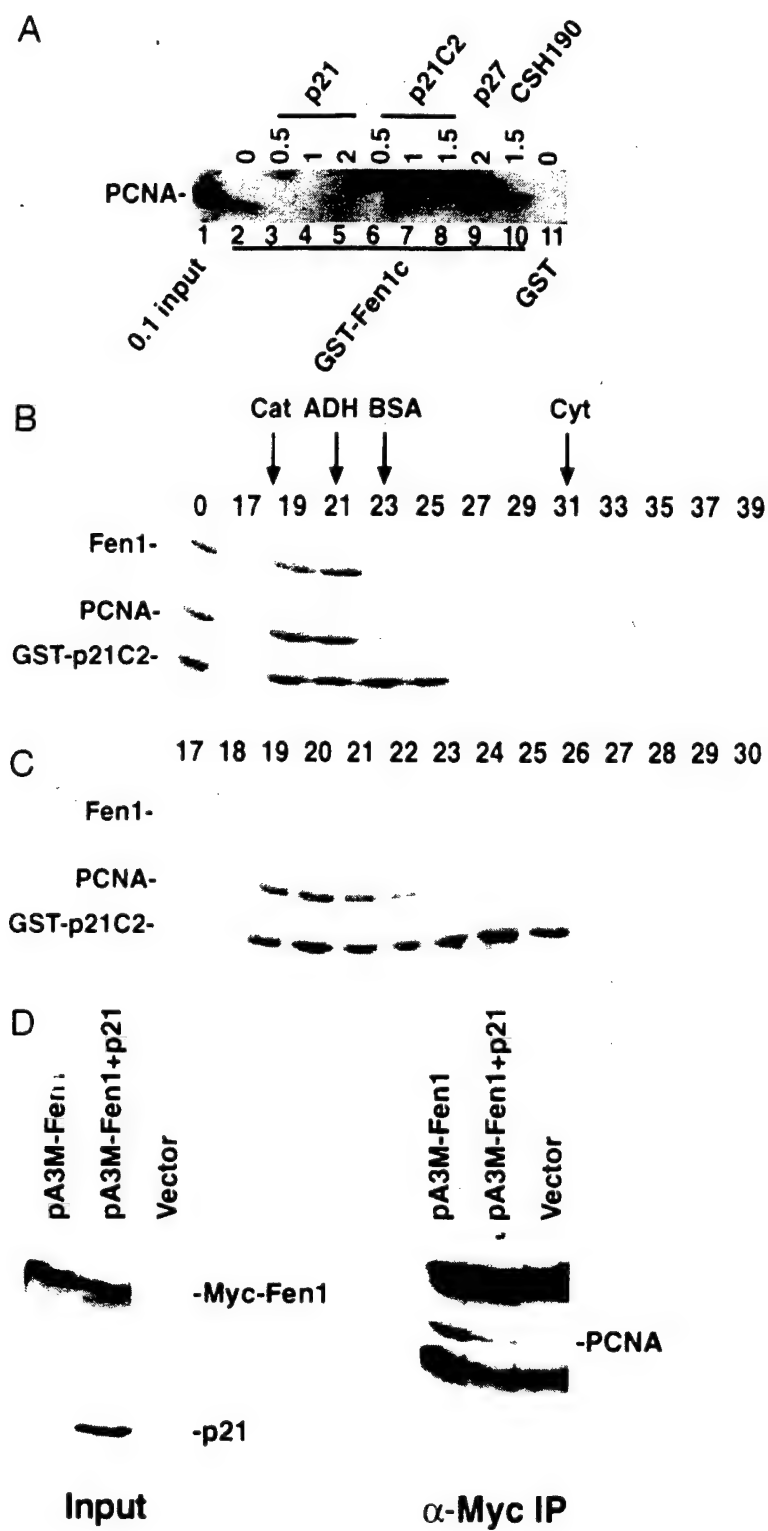 A
p21
p21C2
p27
CSH190
0 0.5 1 2 0.5 1 1.5 2 1.5 0
PCNA-
1 2 3 4 5 6 7 8 9 10 11
0.1 input
GST-Fen1c
GST
B
Cat ADH BSA Cyt
0 17 19 21 23 25 27 29 31 33 35 37 39
Fen1-
PCNA-
GST-p21C2-
C
17 18 19 20 21 22 23 24 25 26 27 28 29 30
Fen1-
PCNA-
GST-p21C2-
D
pA3M-Fen1
pA3M-Fen1+p21
Vector
pA3M-Fen1
pA3M-Fen1+p21
Vector
-Myc-Fen1
-PCNA
-p21
Input
α-Myc IP